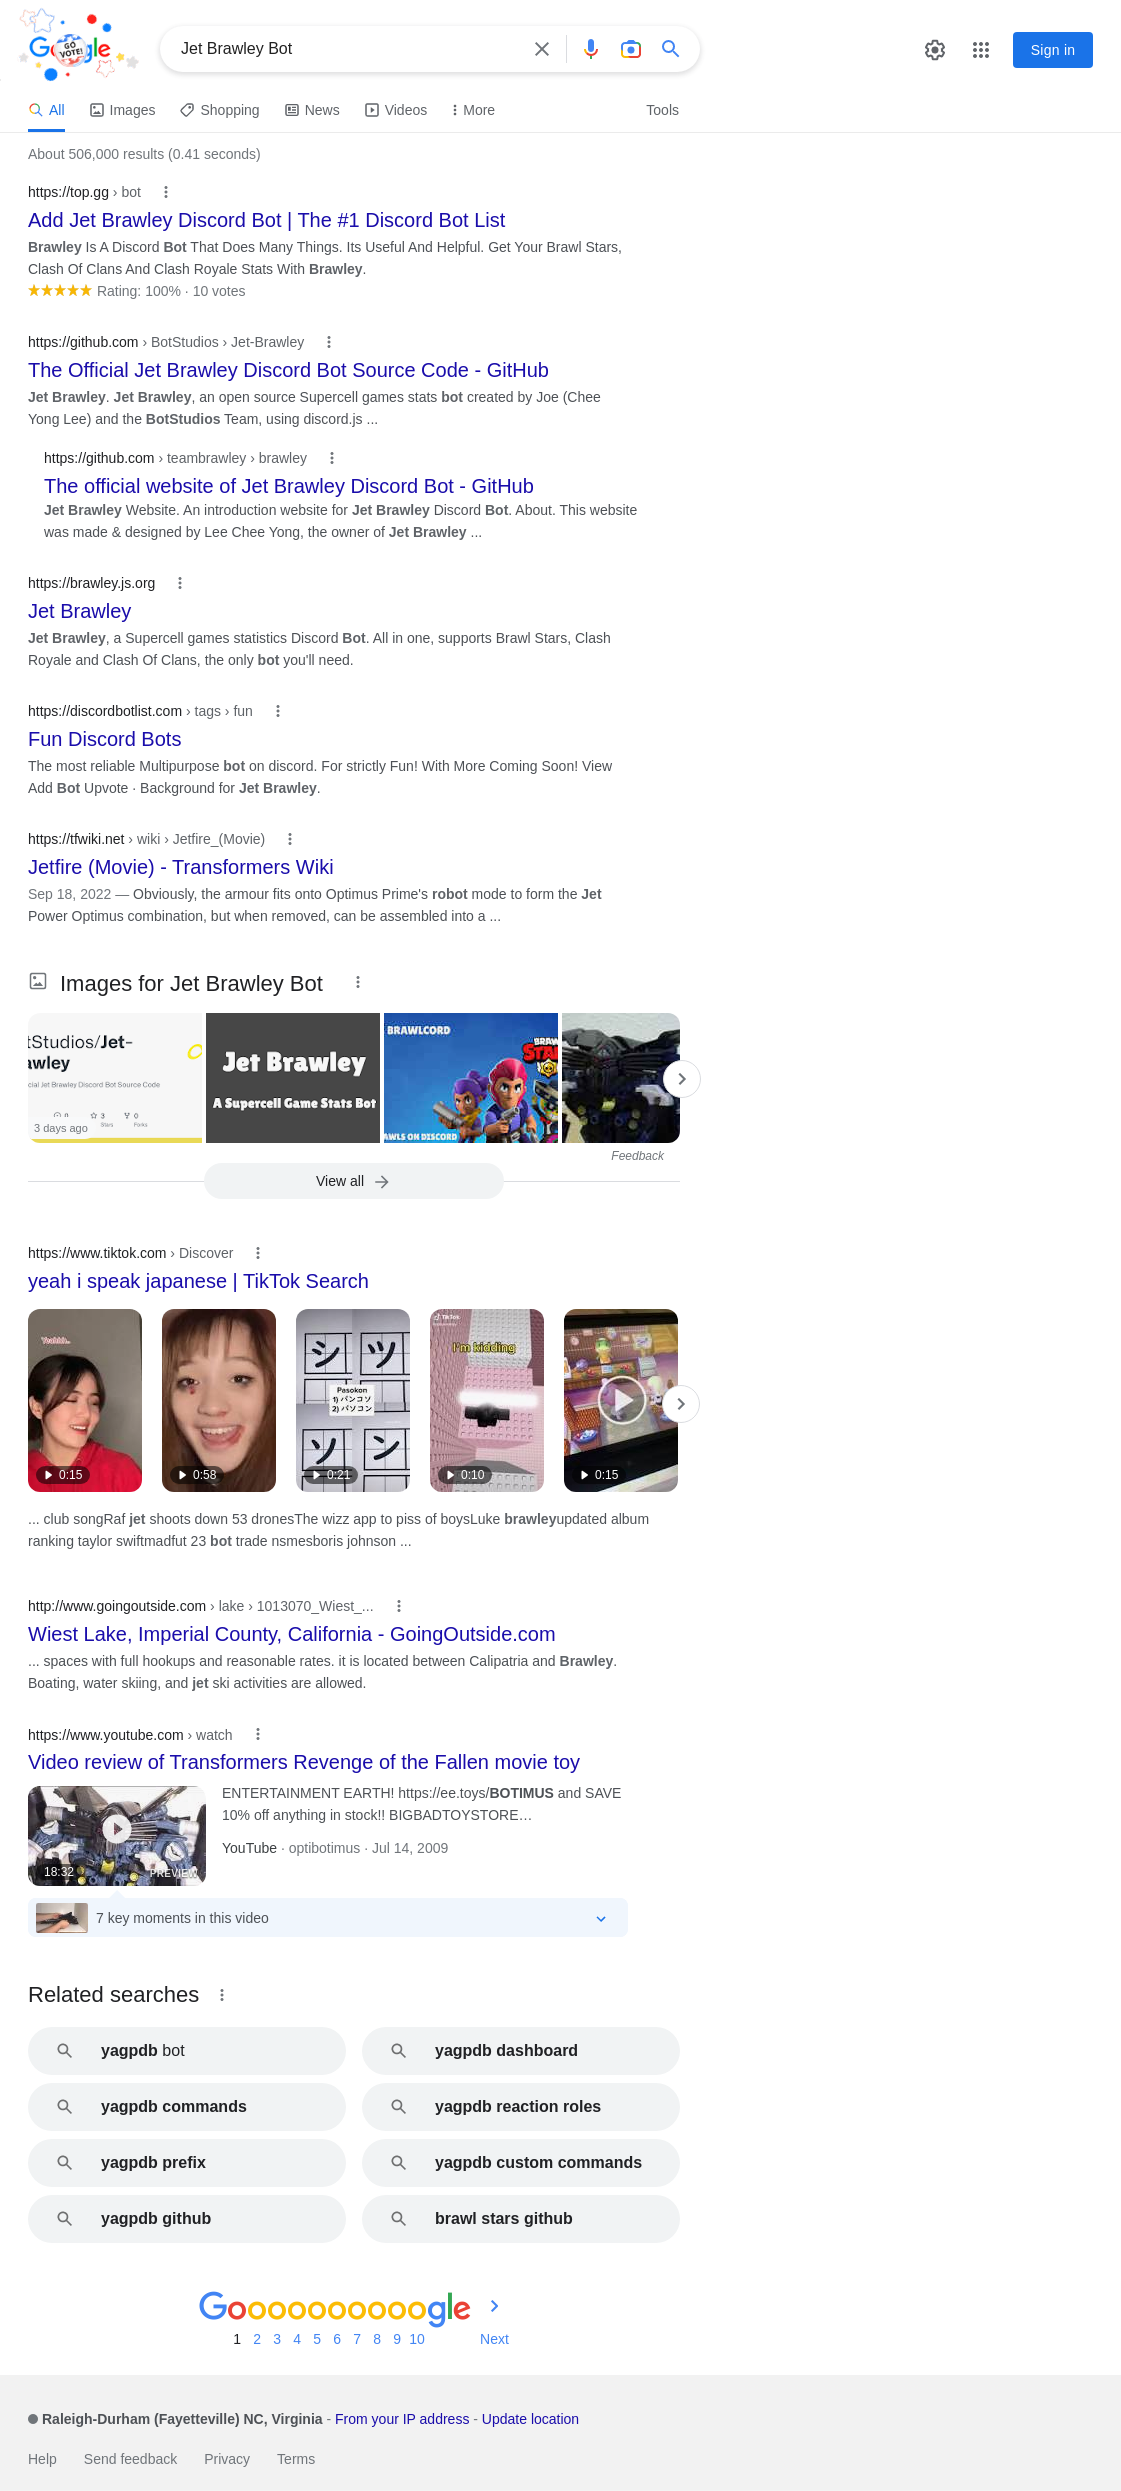 Google
GO VOTE!
Jet Brawley Bot
Sign in
All
Images
Shopping
News
Videos
More
Tools
About 506,000 results (0.41 seconds)
https://top.gg › bot
Add Jet Brawley Discord Bot | The #1 Discord Bot List
Brawley Is A Discord Bot That Does Many Things. Its Useful And Helpful. Get Your Brawl Stars,
Clash Of Clans And Clash Royale Stats With Brawley.
Rating: 100% · 10 votes
https://github.com › BotStudios › Jet-Brawley
The Official Jet Brawley Discord Bot Source Code - GitHub
Jet Brawley. Jet Brawley, an open source Supercell games stats bot created by Joe (Chee
Yong Lee) and the BotStudios Team, using discord.js ...
https://github.com › teambrawley › brawley
The official website of Jet Brawley Discord Bot - GitHub
Jet Brawley Website. An introduction website for Jet Brawley Discord Bot. About. This website
was made & designed by Lee Chee Yong, the owner of Jet Brawley ...
https://brawley.js.org
Jet Brawley
Jet Brawley, a Supercell games statistics Discord Bot. All in one, supports Brawl Stars, Clash
Royale and Clash Of Clans, the only bot you'll need.
https://discordbotlist.com › tags › fun
Fun Discord Bots
The most reliable Multipurpose bot on discord. For strictly Fun! With More Coming Soon! View
Add Bot Upvote · Background for Jet Brawley.
https://tfwiki.net › wiki › Jetfire_(Movie)
Jetfire (Movie) - Transformers Wiki
Sep 18, 2022 — Obviously, the armour fits onto Optimus Prime's robot mode to form the Jet
Power Optimus combination, but when removed, can be assembled into a ...
Images for Jet Brawley Bot
tStudios/Jet-
awley
cial Jet Brawley Discord Bot Source Code
0
3
0
Stars
Forks
3 days ago
Jet Brawley
A Supercell Game Stats Bot
BRAWLCORD
BRAW
STA
AWLS ON DISCORD
Feedback
View all
https://www.tiktok.com › Discover
yeah i speak japanese | TikTok Search
Yeahhh..
0:15
0:58
シ
ツ
Pasokon
1) パンコソ
2) パソコン
ソ
ン
0:21
TikTok
I'm kidding
0:10
0:15
... club songRaf jet shoots down 53 dronesThe wizz app to piss of boysLuke brawleyupdated album
ranking taylor swiftmadfut 23 bot trade nsmesboris johnson ...
http://www.goingoutside.com › lake › 1013070_Wiest_...
Wiest Lake, Imperial County, California - GoingOutside.com
... spaces with full hookups and reasonable rates. it is located between Calipatria and Brawley.
Boating, water skiing, and jet ski activities are allowed.
https://www.youtube.com › watch
Video review of Transformers Revenge of the Fallen movie toy
ENTERTAINMENT EARTH! https://ee.toys/BOTIMUS and SAVE
10% off anything in stock!! BIGBADTOYSTORE…
YouTube · optibotimus · Jul 14, 2009
18:32
PREVIEW
7 key moments in this video
Related searches
yagpdb bot
yagpdb dashboard
yagpdb commands
yagpdb reaction roles
yagpdb prefix
yagpdb custom commands
yagpdb github
brawl stars github
Goooooooooogle
1 2 3 4 5 6 7 8 9 10 Next
Raleigh-Durham (Fayetteville) NC, Virginia - From your IP address - Update location
Help
Send feedback
Privacy
Terms